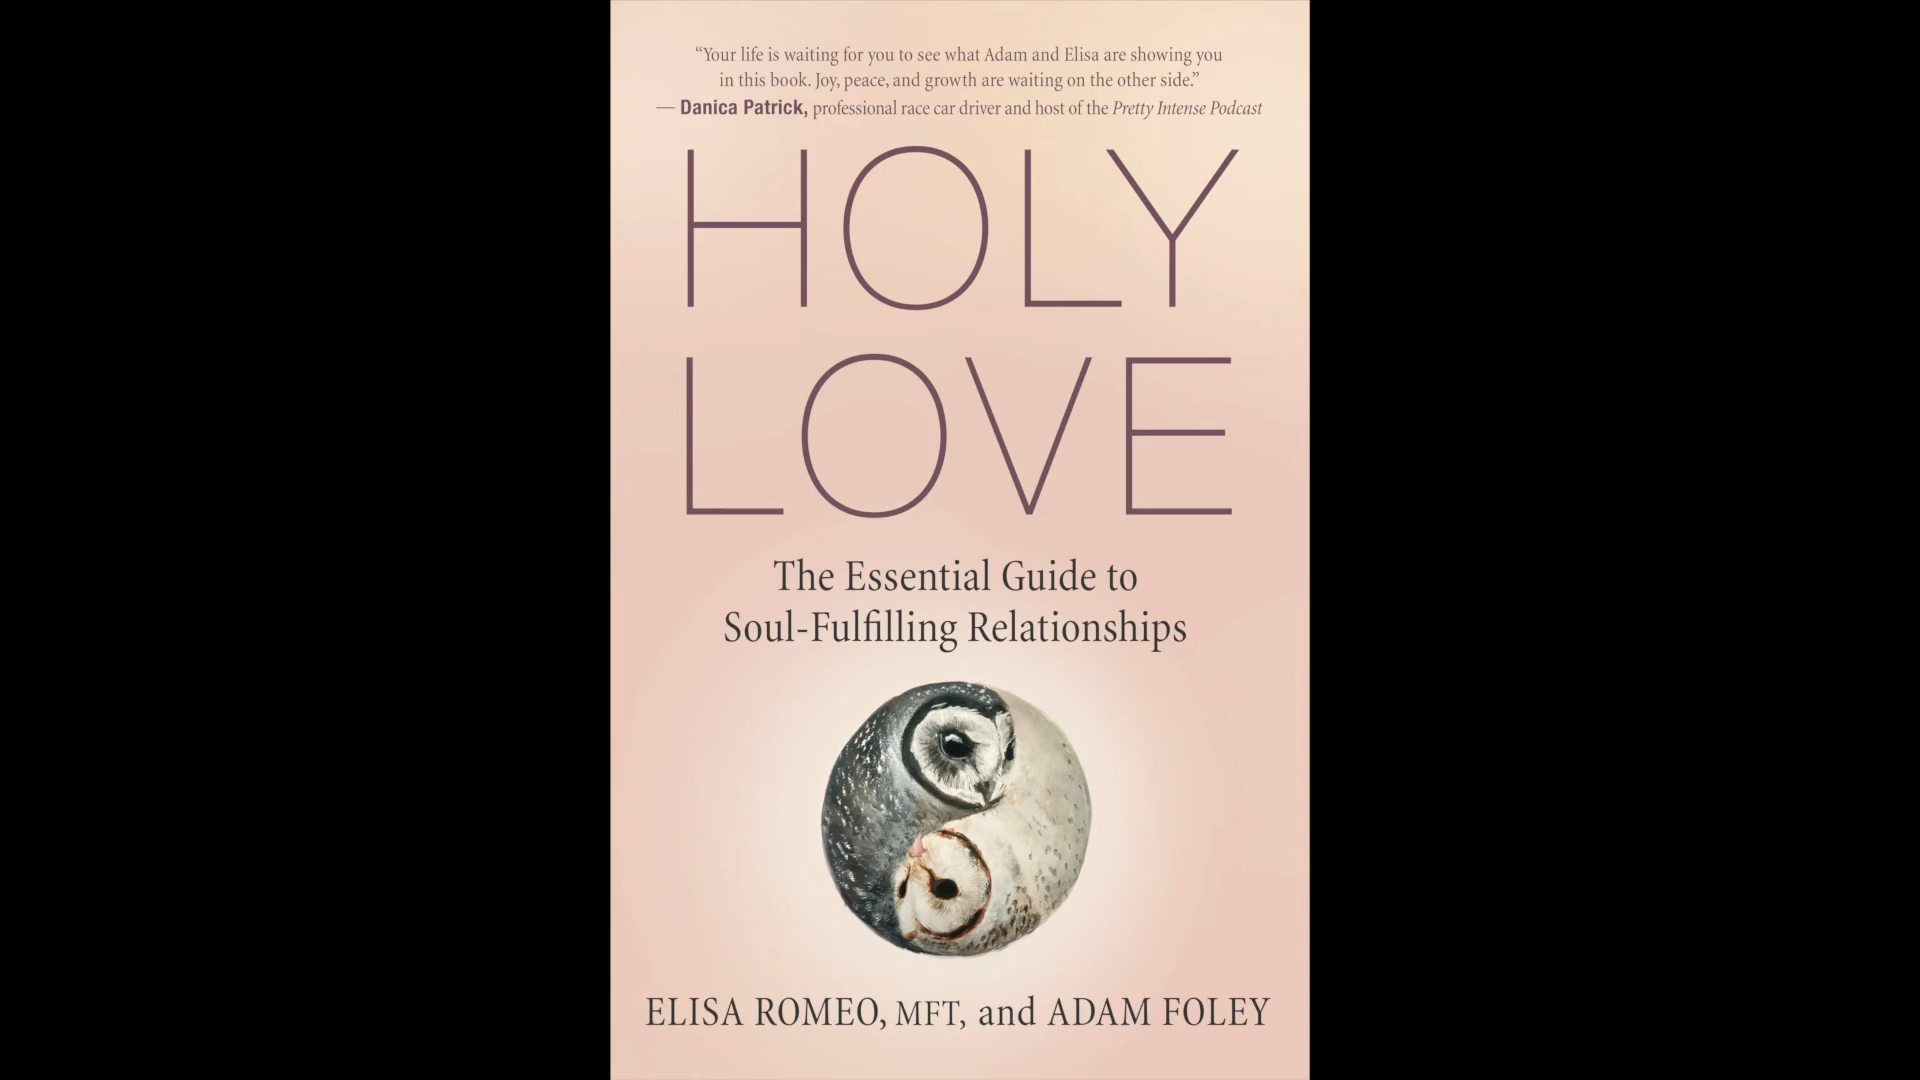 “Your life is waiting for you to see what Adam and Elisa are showing you
in this book. Joy, peace, and growth are waiting on the other side.”
— Danica Patrick, professional race car driver and host of the Pretty Intense Podcast
HOLY
LOVE
The Essential Guide to
Soul-Fulfilling Relationships
ELISA ROMEO, MFT, and ADAM FOLEY